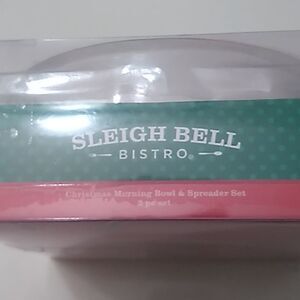 SLEIGH BELL
BISTRO®
Christmas Morning Bowl & Spreader Set
2 pc set